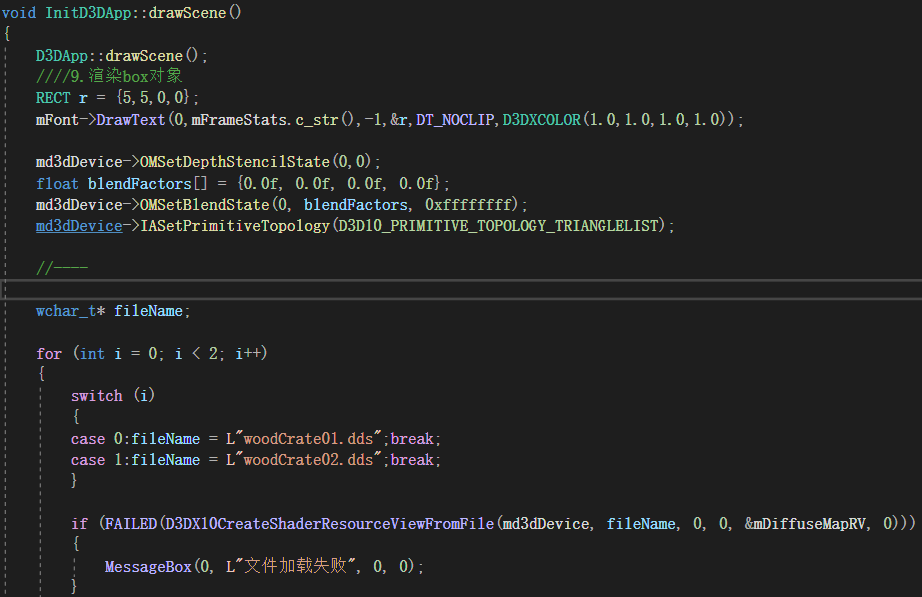 void InitD3DApp::drawScene()
{
D3DApp::drawScene();
////9.渲染box对象
RECT r = {5,5,0,0};
mFont->DrawText(0,mFrameStats.c_str(),-1,&r,DT_NOCLIP,D3DXCOLOR(1.0,1.0,1.0,1.0));
md3dDevice->OMSetDepthStencilState(0,0);
float blendFactors[] = {0.0f, 0.0f, 0.0f, 0.0f};
md3dDevice->OMSetBlendState(0, blendFactors, 0xffffffff);
md3dDevice->IASetPrimitiveTopology(D3D10_PRIMITIVE_TOPOLOGY_TRIANGLELIST);
//----
wchar_t* fileName;
for (int i = 0; i < 2; i++)
{
switch (i)
{
case 0:fileName = L"woodCrate01.dds";break;
case 1:fileName = L"woodCrate02.dds";break;
}
if (FAILED(D3DX10CreateShaderResourceViewFromFile(md3dDevice, fileName, 0, 0, &mDiffuseMapRV, 0)))
{
MessageBox(0, L"文件加载失败", 0, 0);
}